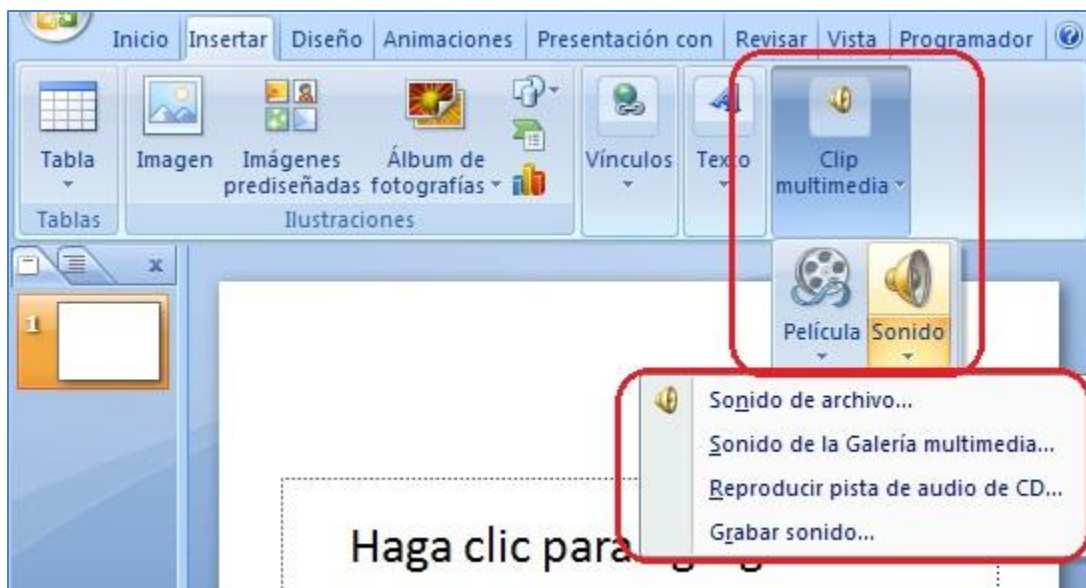 Inicio Insertar Diseño Animaciones Presentación con Revisar Vista Programador
Tabla
Imagen
Imágenes prediseñadas
Álbum de fotografías
Vínculos
Texto
Clip multimedia
Tablas
Ilustraciones
Película
Sonido
1
Sonido de archivo...
Sonido de la Galería multimedia...
Reproducir pista de audio de CD...
Grabar sonido...
Haga clic para